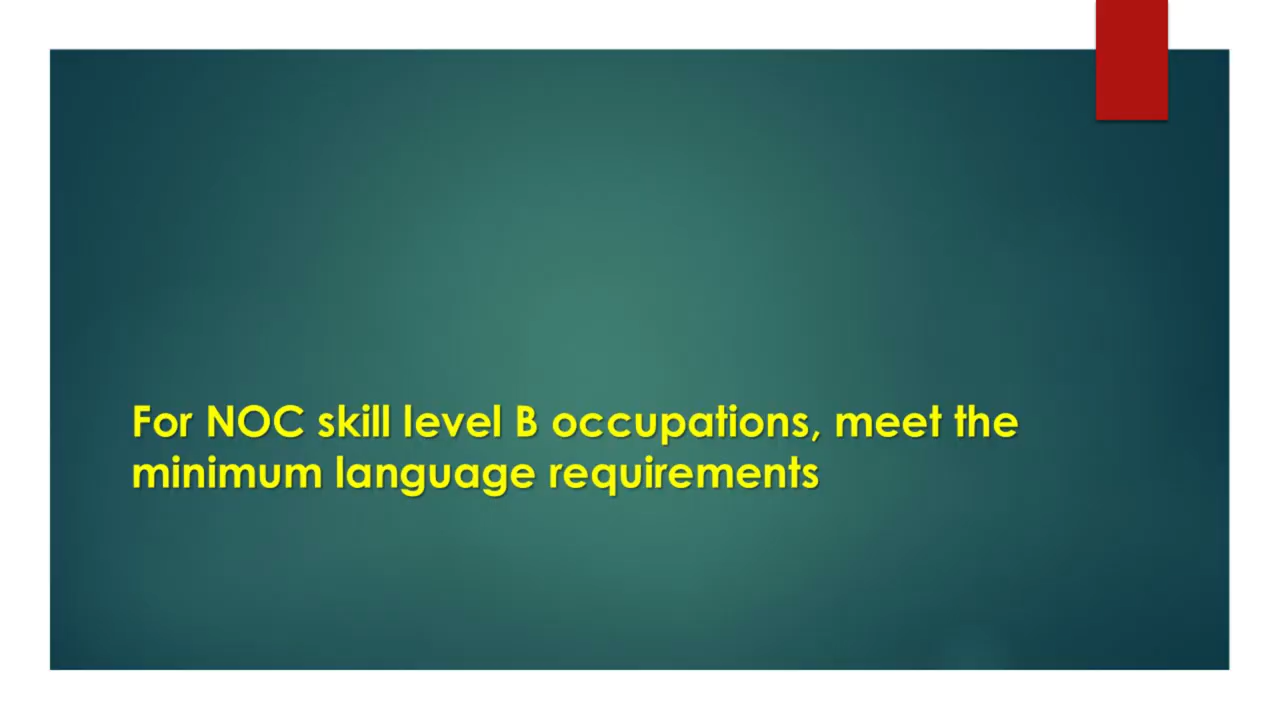 For NOC skill level B occupations, meet the
minimum language requirements